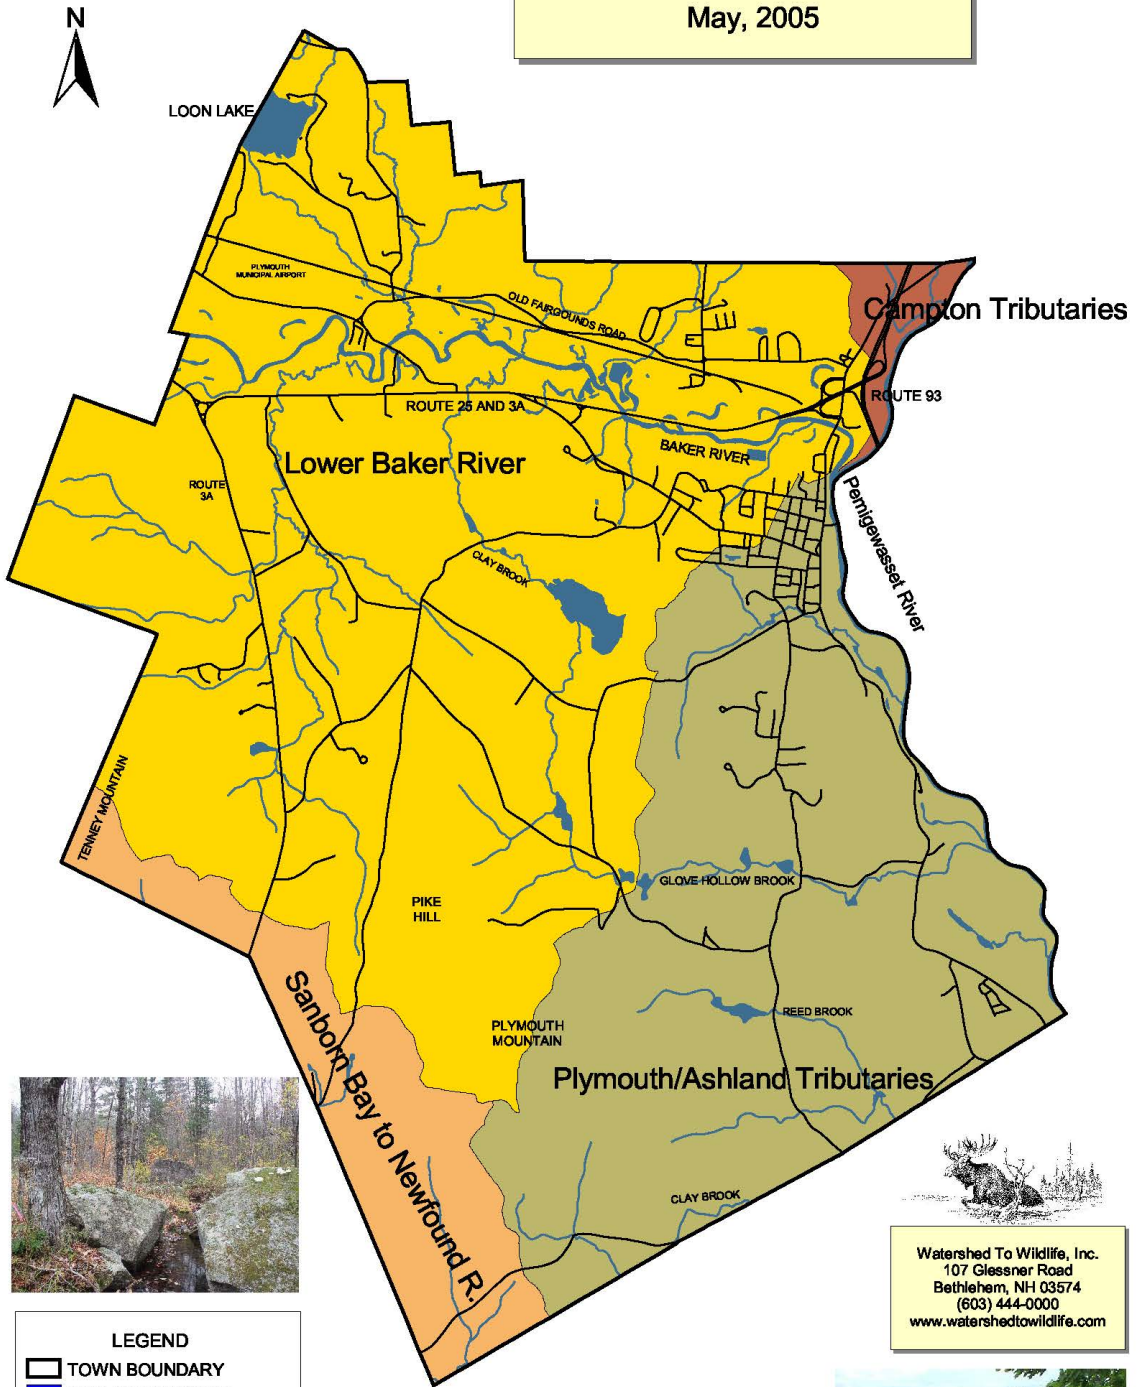 May, 2005
N
LOON LAKE
PLYMOUTH
MUNICIPAL AIRPORT
OLD FAIRGOUNDS ROAD
Campton Tributaries
ROUTE 93
ROUTE 25 AND 3A
BAKER RIVER
Lower Baker River
ROUTE
3A
Pemigewasset River
CLAY BROOK
TENNEY MOUNTAIN
GLOVE HOLLOW BROOK
PIKE
HILL
Sanborn Bay to Newfound R.
REED BROOK
PLYMOUTH
MOUNTAIN
Plymouth/Ashland Tributaries
CLAY BROOK
Watershed To Wildlife, Inc.
107 Glessner Road
Bethlehem, NH 03574
(603) 444-0000
www.watershedtowildlife.com
LEGEND
TOWN BOUNDARY